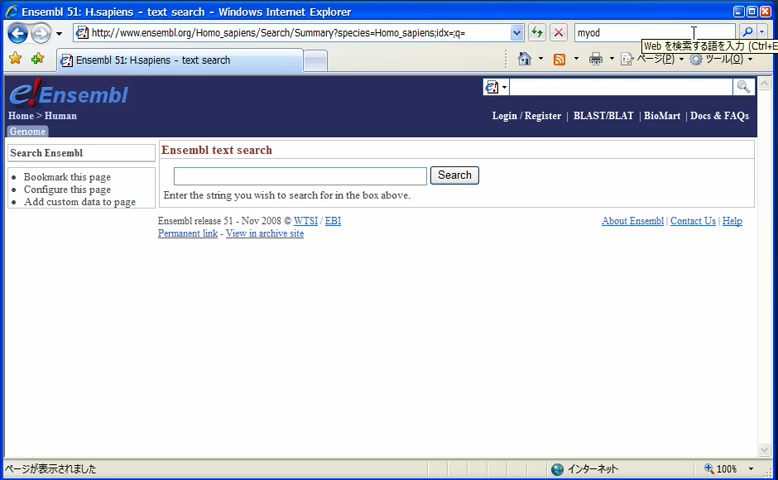 Ensembl 51: H.sapiens - text search - Windows Internet Explorer
http://www.ensembl.org/Homo_sapiens/Search/Summary?species=Homo_sapiens;idx=;q=
myod
Web を検索する語を入力 (Ctrl+E
Ensembl 51: H.sapiens - text search
ページ(P)
ツール(O)
e!Ensembl
Home > Human
Login / Register | BLAST/BLAT | BioMart | Docs & FAQs
Genome
Search Ensembl
Bookmark this page
Configure this page
Add custom data to page
Ensembl text search
Search
Enter the string you wish to search for in the box above.
Ensembl release 51 - Nov 2008 © WTSI / EBI
About Ensembl | Contact Us | Help
Permanent link - View in archive site
ページが表示されました
インターネット
100%